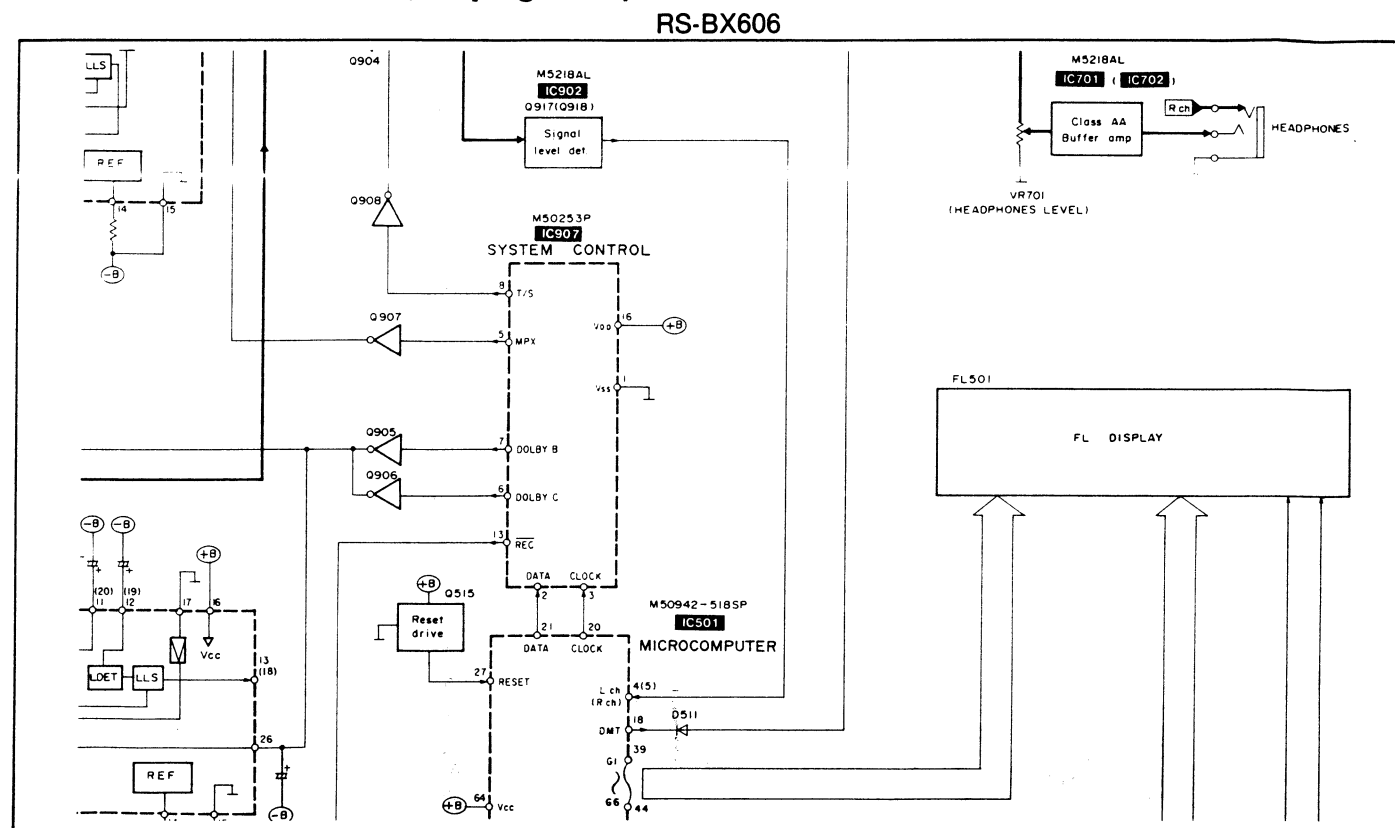 RS-BX606
LLS
REF
14
15
-B
Q904
Q908
M5218AL
IC902
Q917(Q918)
Signal
level det.
M5218AL
IC701 ( IC702 )
Class AA
Buffer amp
R ch
HEADPHONES
VR701
(HEADPHONES LEVEL)
M50253P
IC907
SYSTEM CONTROL
8 T/S
Q907
5 MPX
16
+B
1
Vss
Q905
7 DOLBY B
Q906
6 DOLBY C
13 REC
DATA CLOCK
2 3
FL501
FL DISPLAY
-B -B
+
+
(20) (19)
11 12
17
+B
16
Vcc
LDET
LLS
13
(18)
26
+
-B
REF
+B
Q515
Reset
drive
21 20
DATA CLOCK
M50942-518SP
IC501
MICROCOMPUTER
27 RESET
L ch
(R ch)
4(5)
DMT
18
D511
39
G1
G6
44
+B
64 Vcc